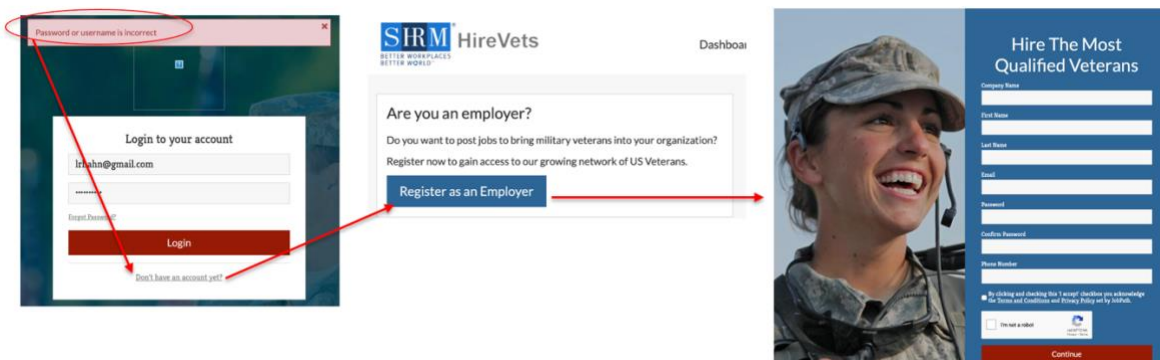 Password or username is incorrect
×
Login to your account
lrhahn@gmail.com
Forgot Password?
Login
Don't have an account yet?
SHRM
BETTER WORKPLACES
BETTER WORLD™
HireVets
Dashboar
Are you an employer?
Do you want to post jobs to bring military veterans into your organization?
Register now to gain access to our growing network of US Veterans.
Register as an Employer
Hire The Most
Qualified Veterans
Company Name
First Name
Last Name
Email
Password
Confirm Password
Phone Number
By clicking and checking this 'I accept' checkbox you acknowledge
the Terms and Conditions and Privacy Policy set by JobPath.
I'm not a robot
reCAPTCHA
Privacy - Terms
Continue